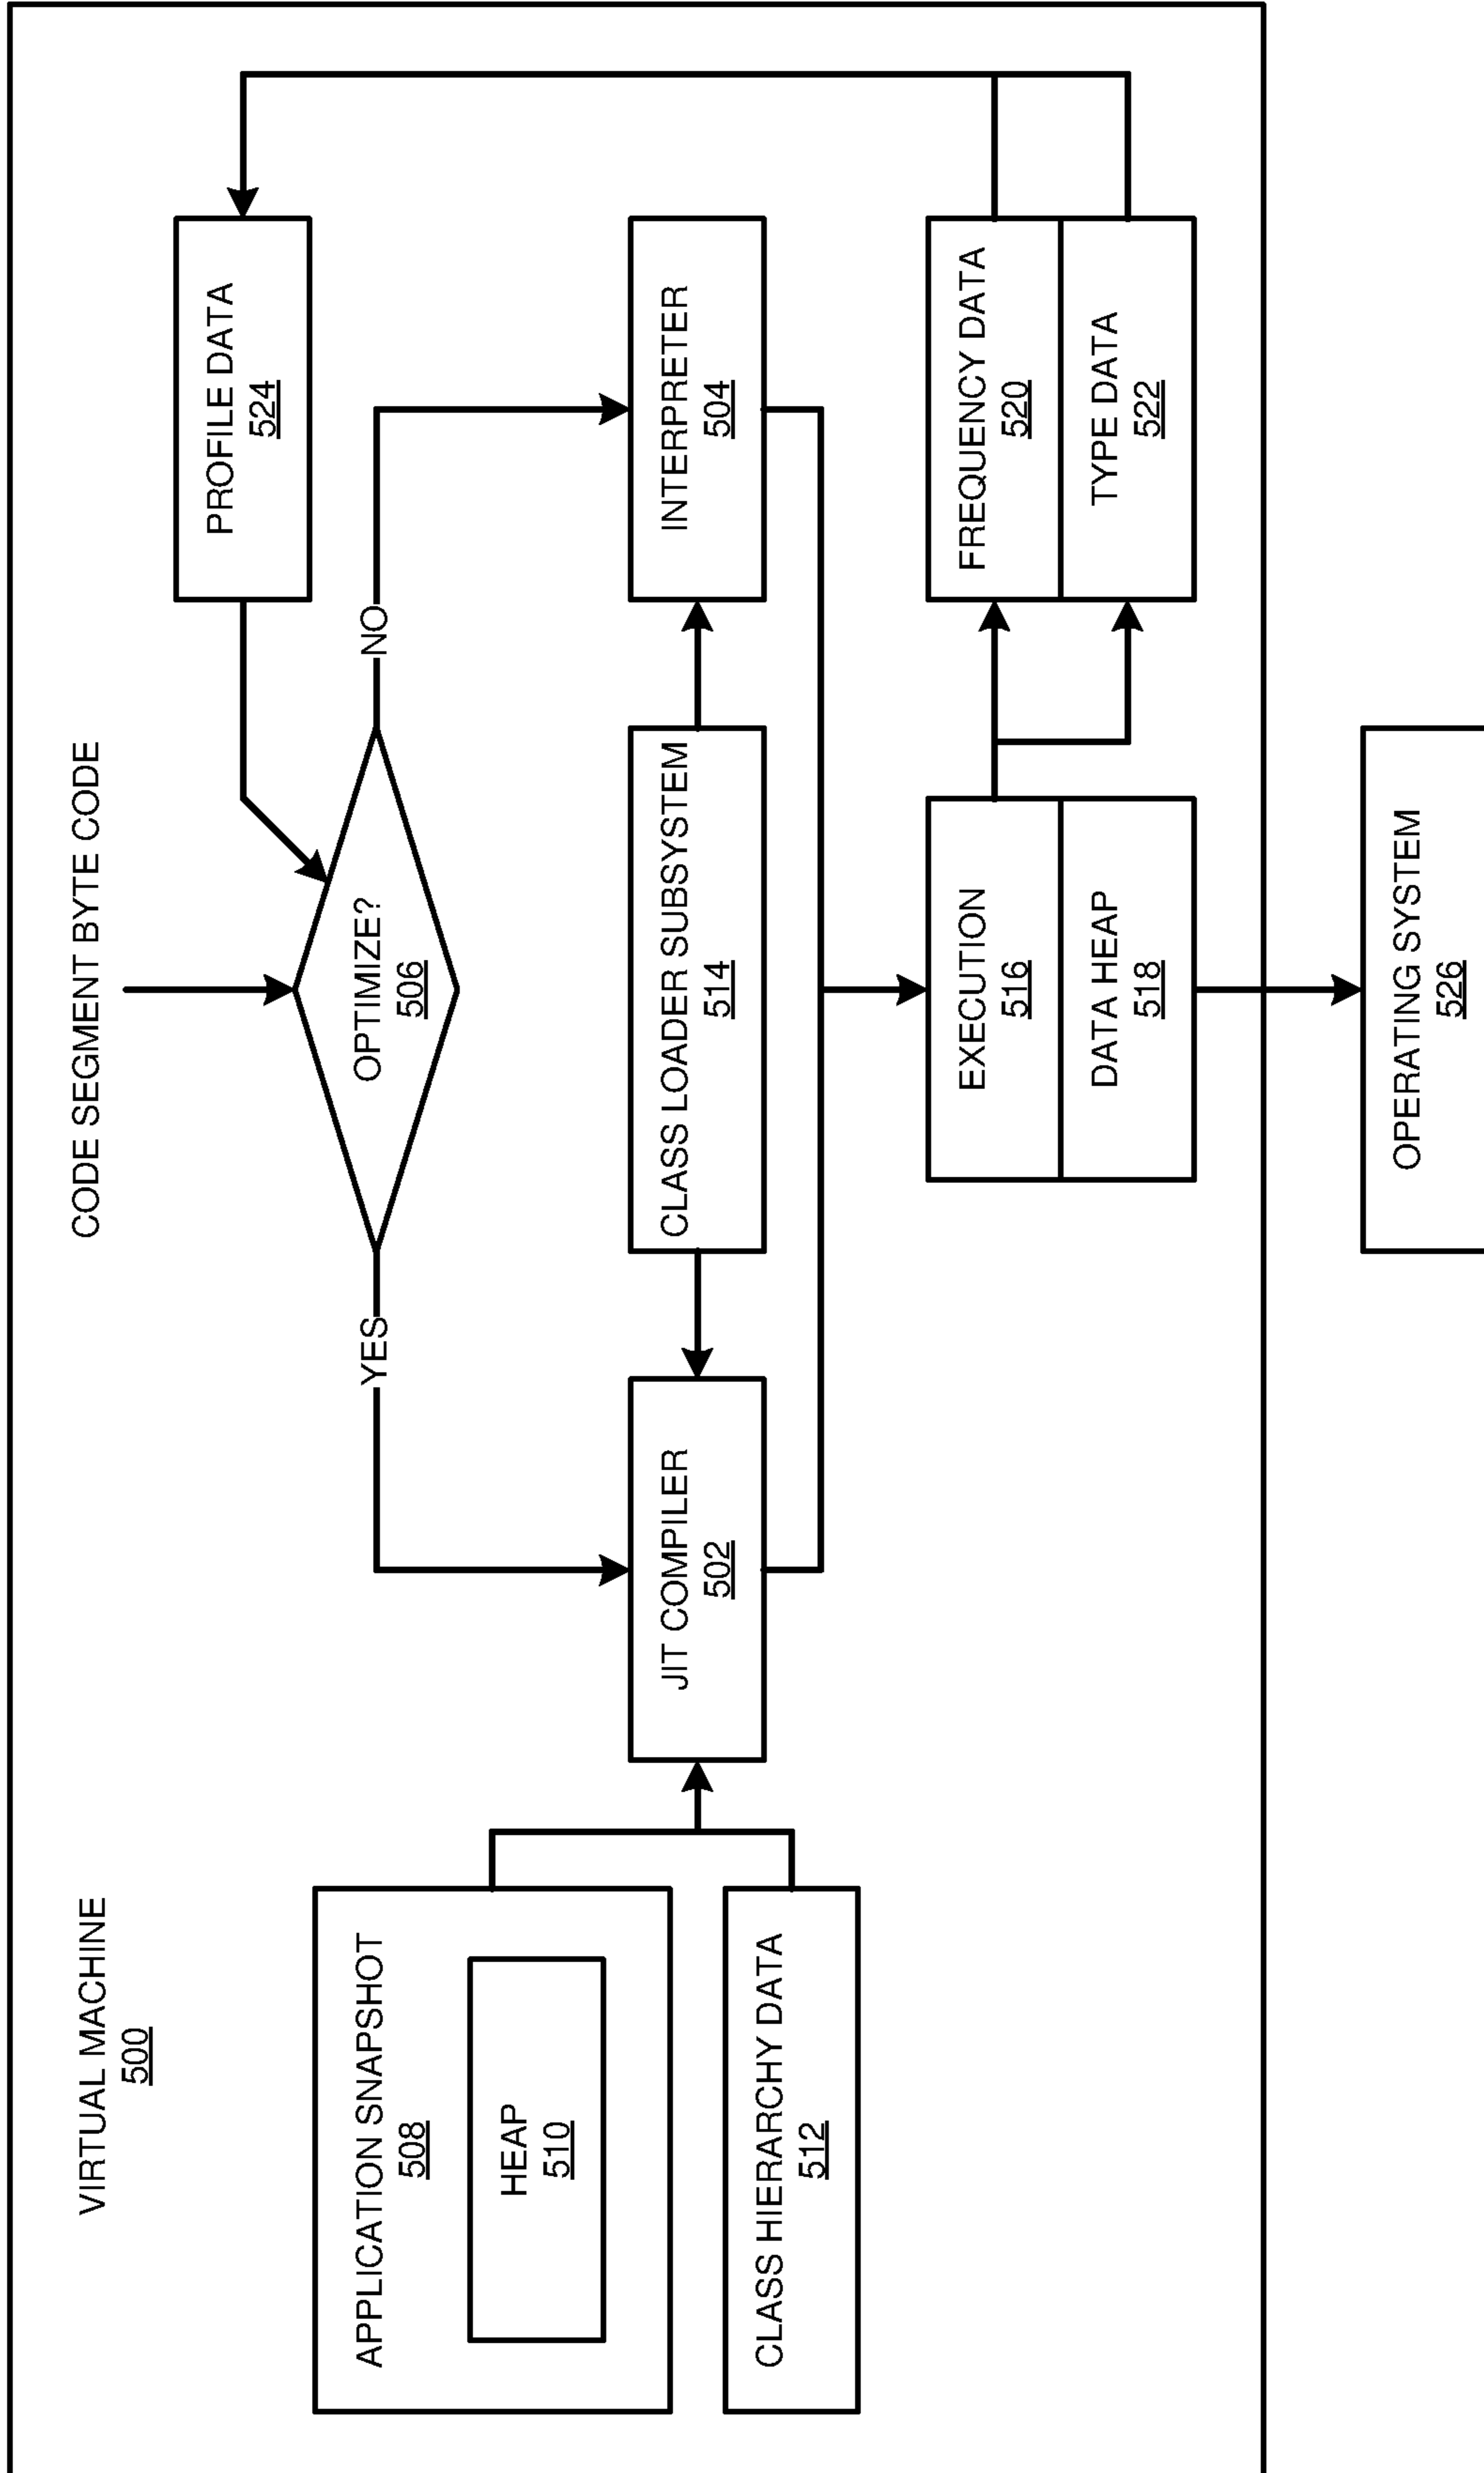 VIRTUAL MACHINE
500
CODE SEGMENT BYTE CODE
PROFILE DATA
524
OPTIMIZE?
506
YES
NO
APPLICATION SNAPSHOT
508
HEAP
510
CLASS HIERARCHY DATA
512
JIT COMPILER
502
CLASS LOADER SUBSYSTEM
514
INTERPRETER
504
EXECUTION
516
DATA HEAP
518
FREQUENCY DATA
520
TYPE DATA
522
OPERATING SYSTEM
526